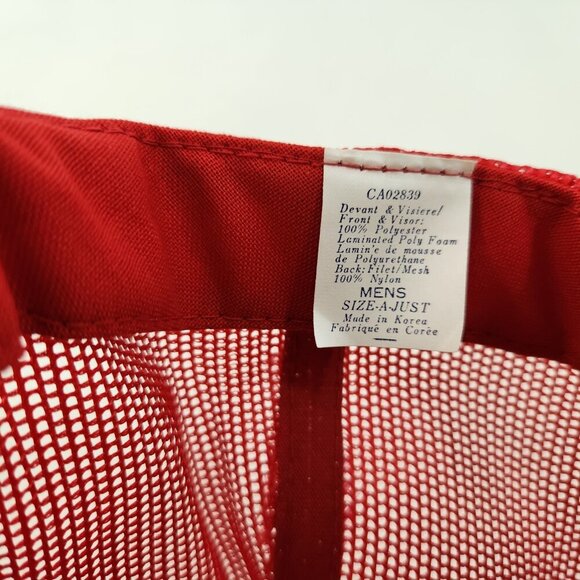 CA02839
Devant & Visiere/
Front & Visor:
100% Polyester
Laminated Poly Foam
Lamin'e de mousse
de Polyurethane
Back: Filet/Mesh
100% Nylon
MENS
SIZE-A-JUST
Made in Korea
Fabriqué en Corée